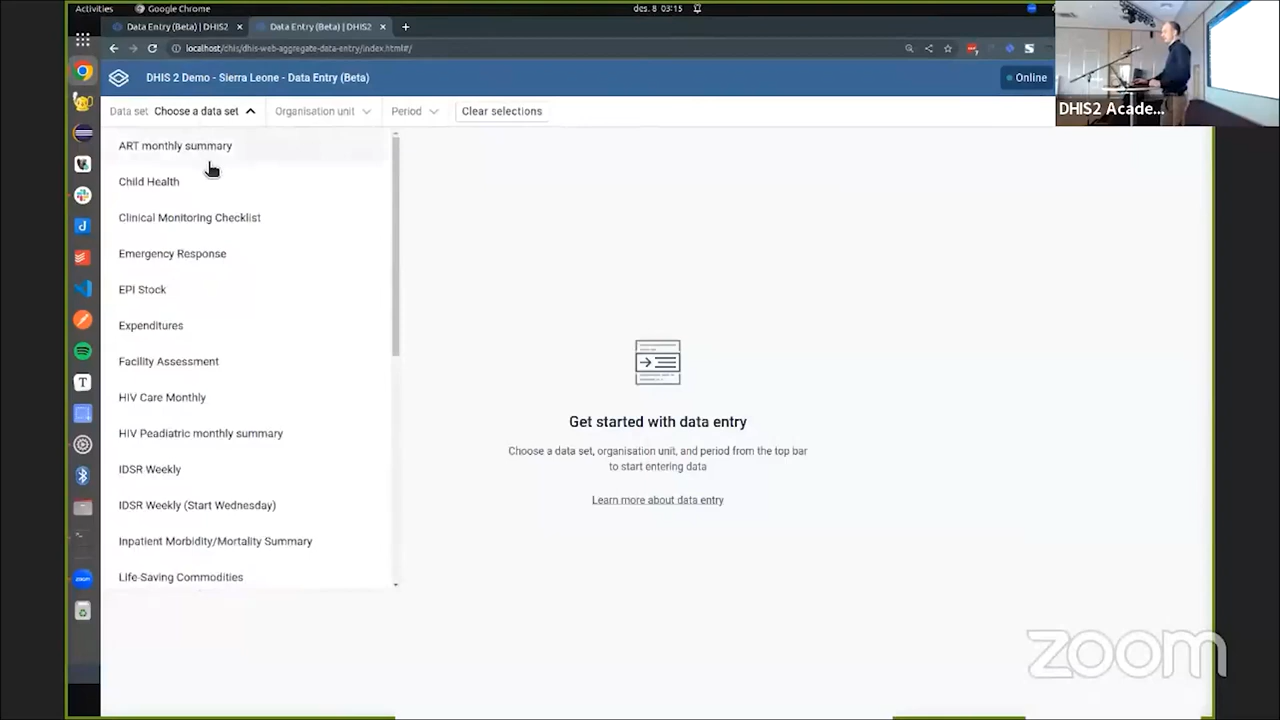 Activities
Google Chrome
des. 8 03:15
Data Entry (Beta) | DHIS2
Data Entry (Beta) | DHIS2
localhost/chis/dhis-web-aggregate-data-entry/index.html#/
DHIS 2 Demo - Sierra Leone - Data Entry (Beta)
Online
DHIS2 Acade...
Data set Choose a data set
Organisation unit
Period
Clear selections
ART monthly summary
Child Health
Clinical Monitoring Checklist
Emergency Response
EPI Stock
Expenditures
Facility Assessment
HIV Care Monthly
HIV Peadiatric monthly summary
IDSR Weekly
IDSR Weekly (Start Wednesday)
Inpatient Morbidity/Mortality Summary
Life-Saving Commodities
Get started with data entry
Choose a data set, organisation unit, and period from the top bar
to start entering data
Learn more about data entry
zoom
zoom